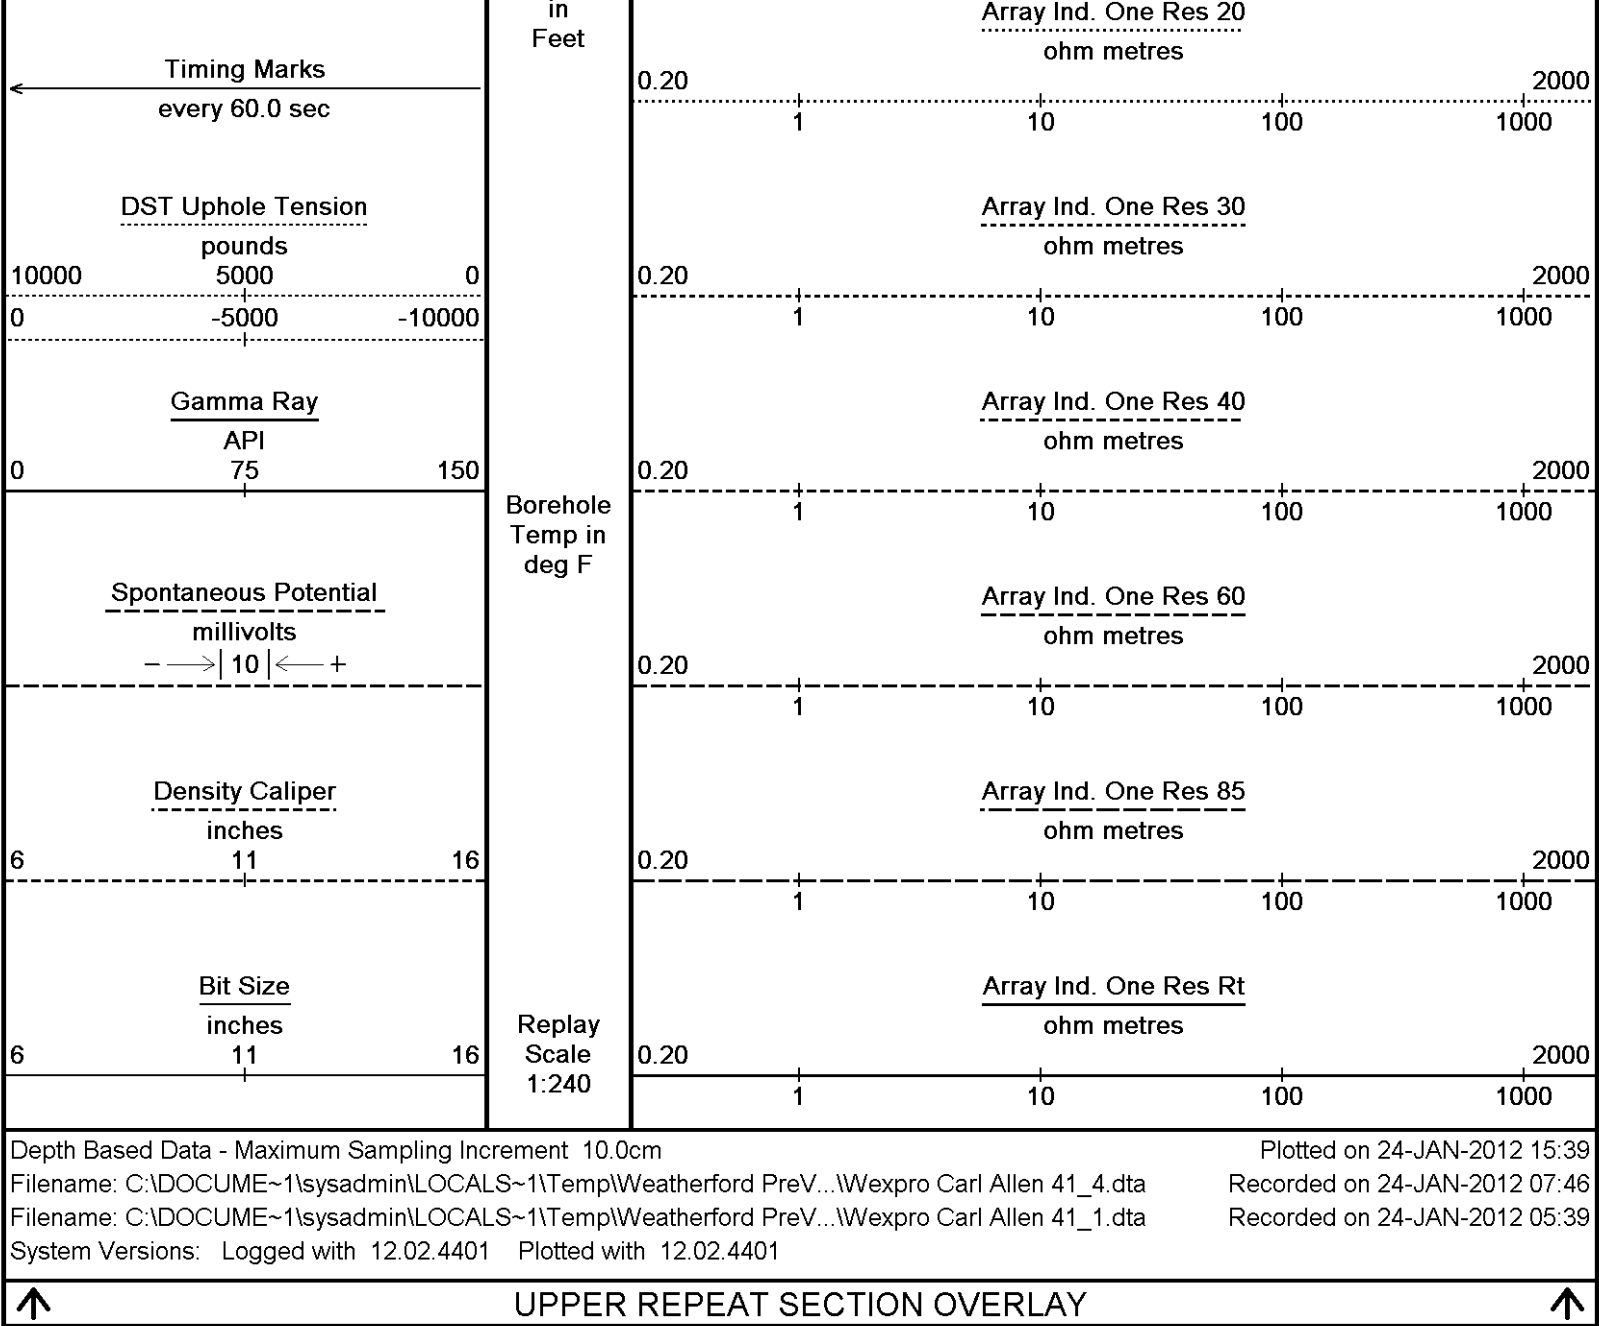 in
Feet
Timing Marks
every 60.0 sec
DST Uphole Tension
pounds
10000 5000 0
0 -5000 -10000
Gamma Ray
API
0 75 150
Spontaneous Potential
millivolts
− →|10|← +
Density Caliper
inches
6 11 16
Bit Size
inches
6 11 16
Borehole
Temp in
deg F
Replay
Scale
1:240
Array Ind. One Res 20
ohm metres
0.20 2000
1 10 100 1000
Array Ind. One Res 30
ohm metres
0.20 2000
1 10 100 1000
Array Ind. One Res 40
ohm metres
0.20 2000
1 10 100 1000
Array Ind. One Res 60
ohm metres
0.20 2000
1 10 100 1000
Array Ind. One Res 85
ohm metres
0.20 2000
1 10 100 1000
Array Ind. One Res Rt
ohm metres
0.20 2000
1 10 100 1000
Depth Based Data - Maximum Sampling Increment 10.0cm Plotted on 24-JAN-2012 15:39
Filename: C:\DOCUME~1\sysadmin\LOCALS~1\Temp\Weatherford PreV...\Wexpro Carl Allen 41_4.dta Recorded on 24-JAN-2012 07:46
Filename: C:\DOCUME~1\sysadmin\LOCALS~1\Temp\Weatherford PreV...\Wexpro Carl Allen 41_1.dta Recorded on 24-JAN-2012 05:39
System Versions: Logged with 12.02.4401 Plotted with 12.02.4401
↑ UPPER REPEAT SECTION OVERLAY ↑